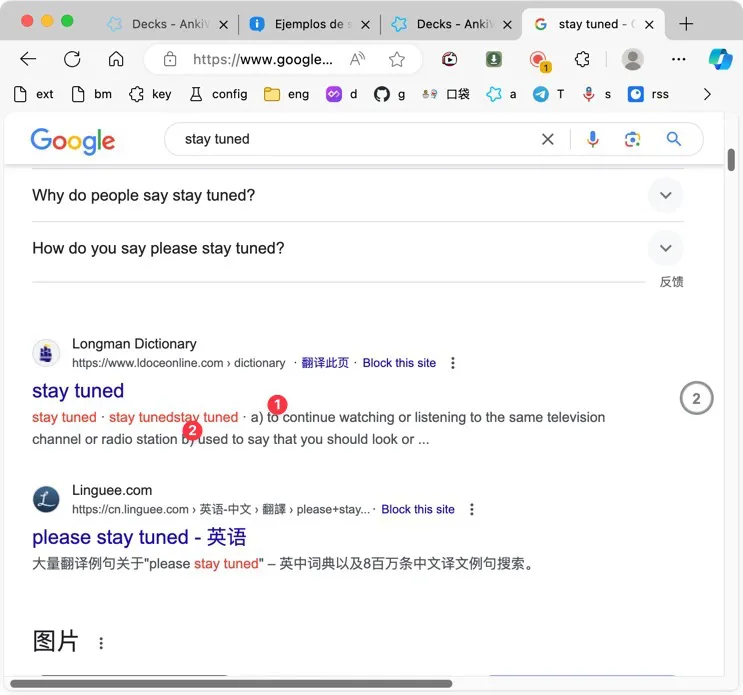 Decks - Anki
Ejemplos de s
Decks - AnkiW
stay tuned - G
https://www.google...
1
ext
bm
key
config
eng
d
g
口袋
a
T
s
rss
Google
stay tuned
Why do people say stay tuned?
How do you say please stay tuned?
反馈
Longman Dictionary
https://www.ldoceonline.com › dictionary · 翻译此页 · Block this site
stay tuned
2
1
stay tuned · stay tunedstay tuned · a) to continue watching or listening to the same television
2
channel or radio station b) used to say that you should look or ...
Linguee.com
https://cn.linguee.com › 英语-中文 › 翻譯 › please+stay... · Block this site
please stay tuned - 英语
大量翻译例句关于"please stay tuned" – 英中词典以及8百万条中文译文例句搜索。
图片